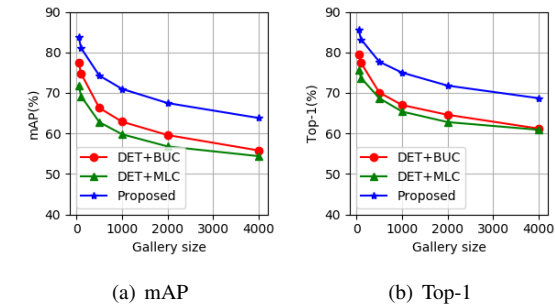 90
80
70
60
50
40
mAP(%)
DET+BUC
DET+MLC
Proposed
0 1000 2000 3000 4000
Gallery size
(a) mAP
90
80
70
60
50
40
Top-1(%)
DET+BUC
DET+MLC
Proposed
0 1000 2000 3000 4000
Gallery size
(b) Top-1